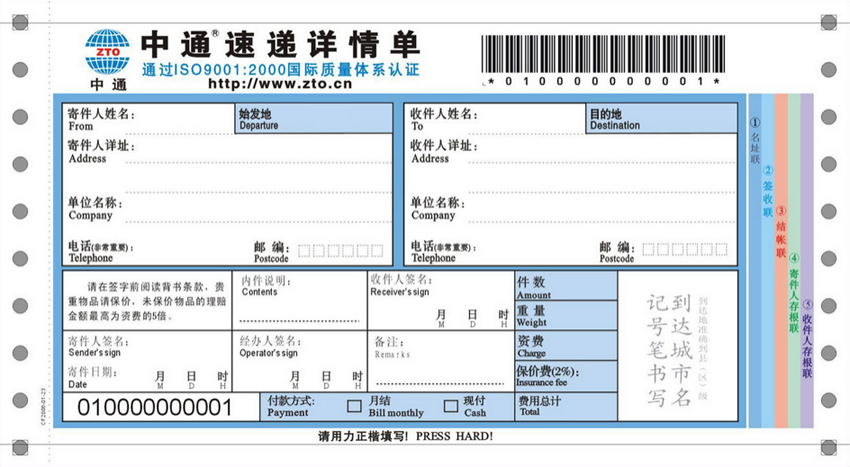 ZTO
中通
中通®速递详情单
通过ISO9001:2000国际质量体系认证
http://www.zto.cn
*010000000001*
寄件人姓名:
From
始发地
Departure
寄件人详址:
Address
单位名称:
Company
电话(非常重要):
Telephone
邮 编:
Postcode
收件人姓名:
To
目的地
Destination
收件人详址:
Address
单位名称:
Company
电话(非常重要):
Telephone
邮 编:
Postcode
请在签字前阅读背书条款,贵
重物品请保价,未保价物品的理赔
金额最高为资费的5倍。
内件说明:
Contents
收件人签名:
Receiver's sign
月 日 时
M D H
件 数
Amount
重 量
Weight
资 费
Charge
保价费(2%):
Insurance fee
费用总计
Total
寄件人签名:
Sender's sign
寄件日期:
Date
月 日 时
M D H
经办人签名:
Operator's sign
月 日 时
M D H
备注:
Remarks
到达地准确到县(区)级
到达城市名
记号笔书写
010000000001
付款方式:
Payment
月结
Bill monthly
现付
Cash
①名址联
②签收联
③结帐联
④寄件人存根联
⑤收件人存根联
CF2008-01-23
请用力正楷填写! PRESS HARD!